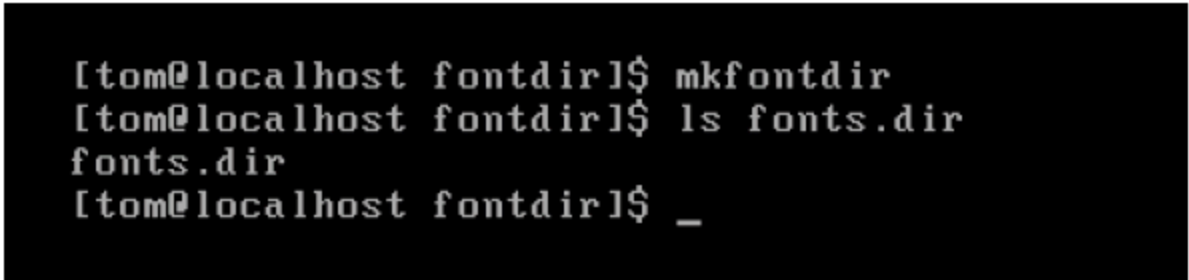 [tom@localhost fontdir]$ mkfontdir
[tom@localhost fontdir]$ ls fonts.dir
fonts.dir
[tom@localhost fontdir]$ _